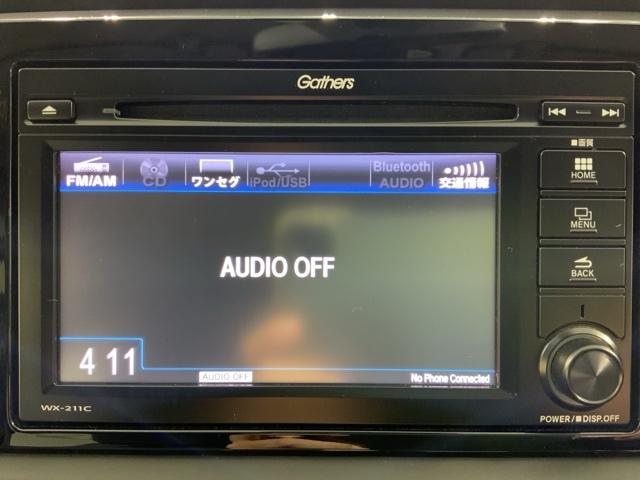 Gathers
■画質
FM/AM CD ワンセグ iPod/USB Bluetooth AUDIO 交通情報
HOME
MENU
AUDIO OFF
BACK
4 11
AUDIO OFF
No Phone Connected
WX-211C
POWER/■DISP.OFF